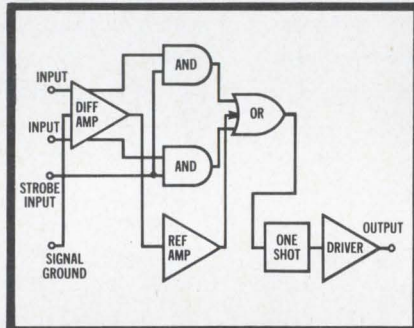 INPUT
DIFF
AMP
INPUT
STROBE
INPUT
SIGNAL
GROUND
AND
AND
REF
AMP
OR
ONE
SHOT
DRIVER
OUTPUT